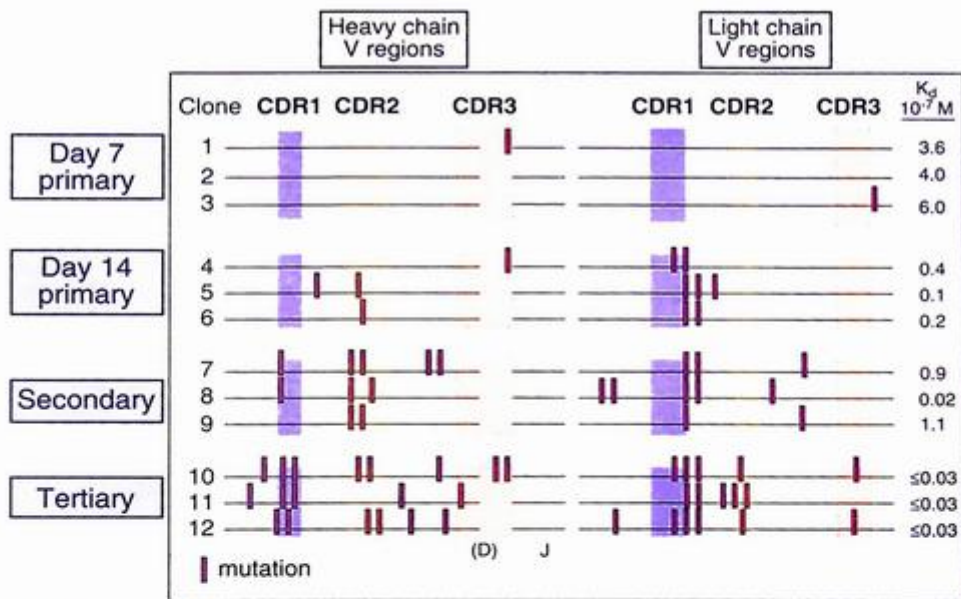 Heavy chain
V regions
Light chain
V regions
Clone CDR1 CDR2 CDR3 CDR1 CDR2 CDR3 Kd
10-7 M
Day 7
primary
1 3.6
2 4.0
3 6.0
Day 14
primary
4 0.4
5 0.1
6 0.2
Secondary
7 0.9
8 0.02
9 1.1
Tertiary
10 ≤0.03
11 ≤0.03
12 ≤0.03
(D) J
mutation